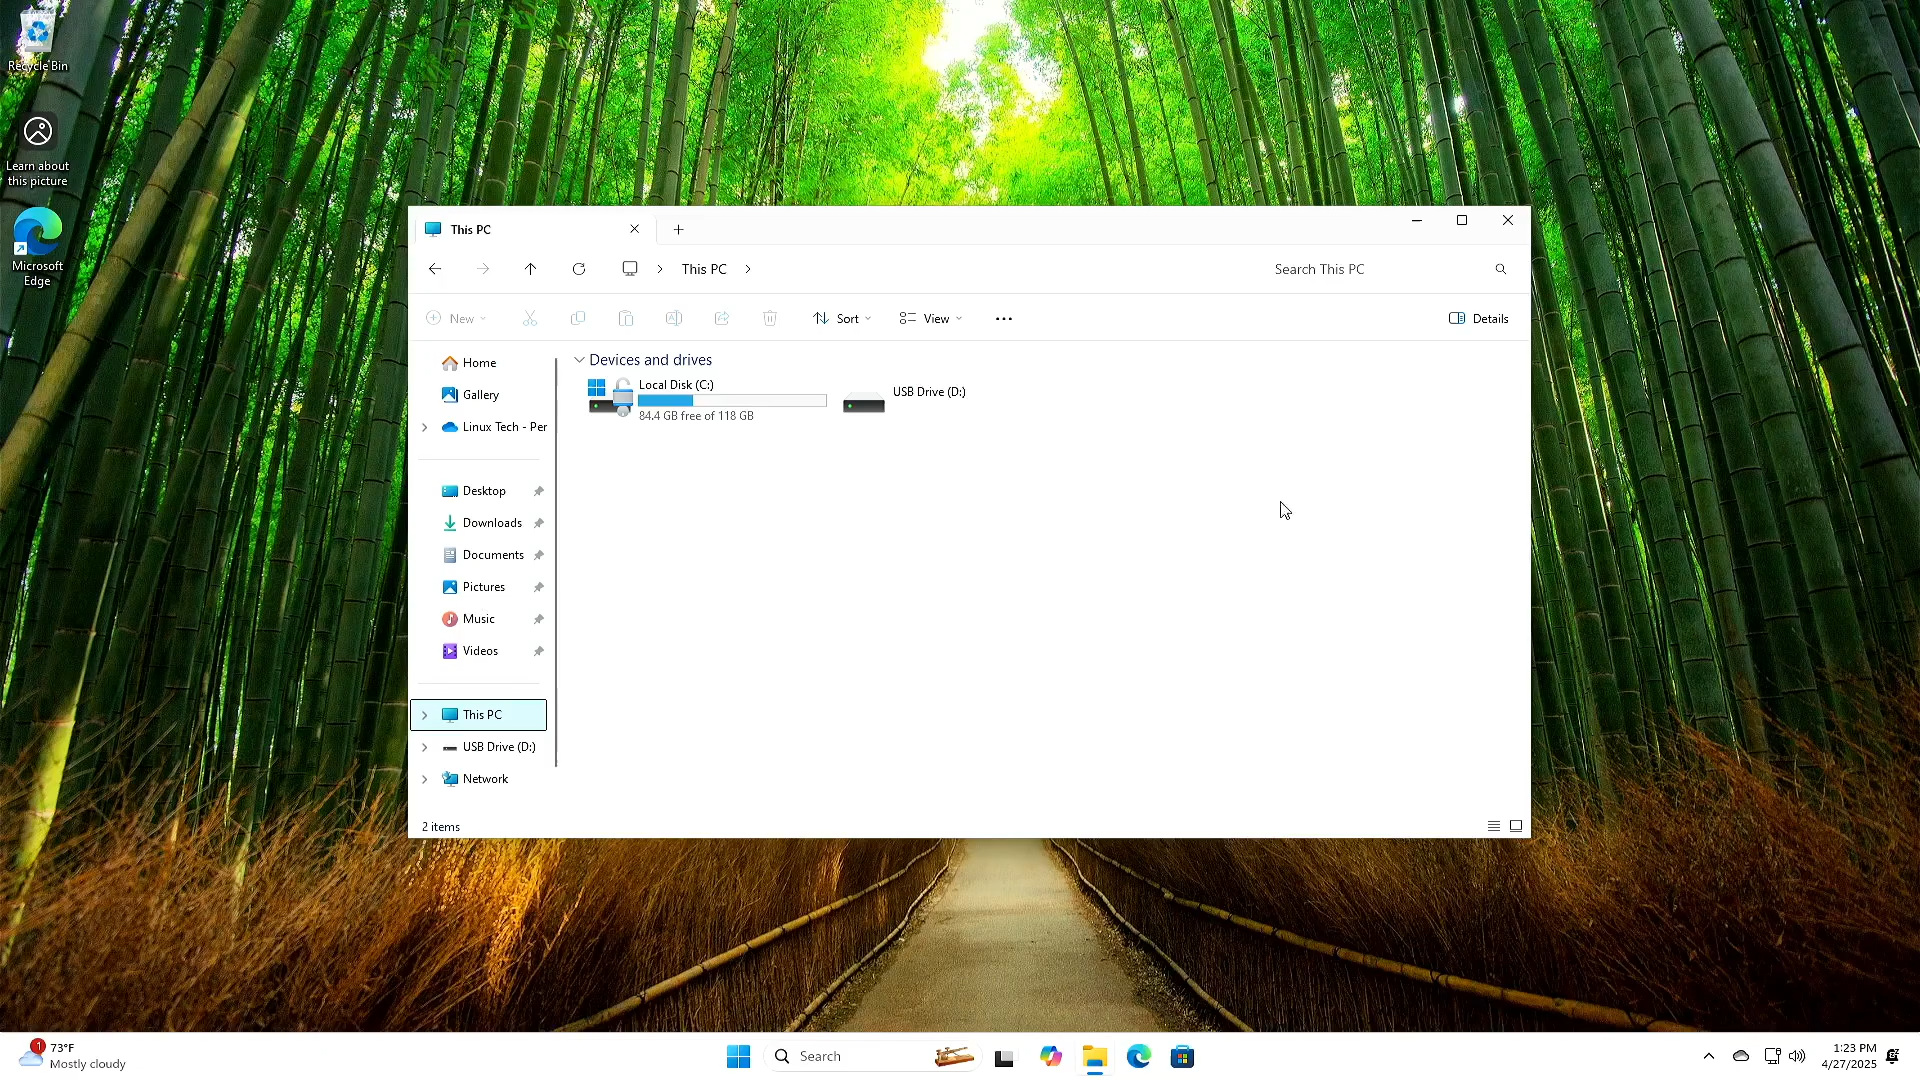 Recycle Bin
Learn about
this picture
Microsoft
Edge
This PC
This PC
Search This PC
New
Sort
View
Details
Home
Gallery
Linux Tech - Per
Desktop
Downloads
Documents
Pictures
Music
Videos
This PC
USB Drive (D:)
Network
Devices and drives
Local Disk (C:)
84.4 GB free of 118 GB
USB Drive (D:)
2 items
1
73°F
Mostly cloudy
Search
1:23 PM
4/27/2025